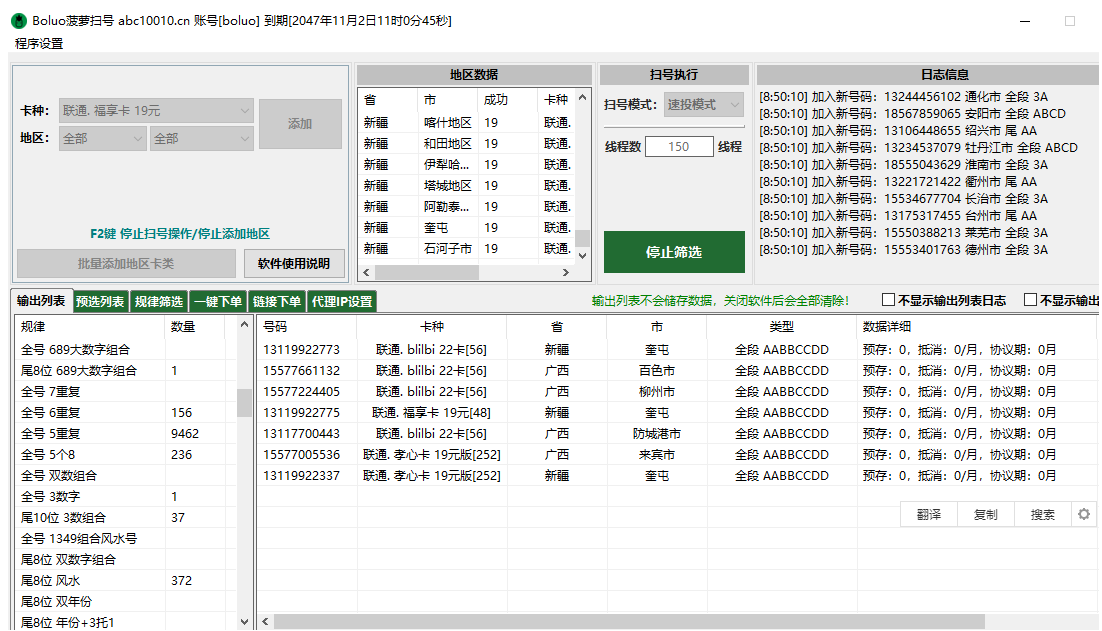 Boluo菠萝扫号 abc10010.cn 账号[boluo] 到期[2047年11月2日11时0分45秒]
程序设置
卡种： 联通. 福享卡 19元
地区： 全部 全部
添加
F2键 停止扫号操作/停止添加地区
批量添加地区卡类 软件使用说明
地区数据
省 市 成功 卡种
新疆 喀什地区 19 联通.
新疆 和田地区 19 联通.
新疆 伊犁哈... 19 联通.
新疆 塔城地区 19 联通.
新疆 阿勒泰... 19 联通.
新疆 奎屯 19 联通.
新疆 石河子市 19 联通.
扫号执行
扫号模式： 速投模式
线程数 150 线程
停止筛选
日志信息
[8:50:10] 加入新号码： 13244456102 通化市 全段 3A
[8:50:10] 加入新号码： 18567859065 安阳市 全段 ABCD
[8:50:10] 加入新号码： 13106448655 绍兴市 尾 AA
[8:50:10] 加入新号码： 13234537079 牡丹江市 全段 ABCD
[8:50:10] 加入新号码： 18555043629 淮南市 全段 3A
[8:50:10] 加入新号码： 13221721422 衢州市 尾 AA
[8:50:10] 加入新号码： 15534677704 长治市 全段 3A
[8:50:10] 加入新号码： 13175317455 台州市 尾 AA
[8:50:10] 加入新号码： 15550388213 莱芜市 全段 3A
[8:50:10] 加入新号码： 15553401763 德州市 全段 3A
输出列表 预选列表 规律筛选 一键下单 链接下单 代理IP设置
输出列表不会储存数据，关闭软件后会全部清除！ 不显示输出列表日志 不显示输出
规律 数量
全号 689大数字组合
尾8位 689大数字组合 1
全号 7重复
全号 6重复 156
全号 5重复 9462
全号 5个8 236
全号 双数组合
全号 3数字 1
尾10位 3数组合 37
全号 1349组合风水号
尾8位 双数字组合
尾8位 风水 372
尾8位 双年份
尾8位 年份+3托1
号码 卡种 省 市 类型 数据详细
13119922773 联通. blilbi 22卡[56] 新疆 奎屯 全段 AABBCCDD 预存：0，抵消：0/月，协议期：0月
15577661132 联通. blilbi 22卡[56] 广西 百色市 全段 AABBCCDD 预存：0，抵消：0/月，协议期：0月
15577224405 联通. blilbi 22卡[56] 广西 柳州市 全段 AABBCCDD 预存：0，抵消：0/月，协议期：0月
13119922775 联通. 福享卡 19元[48] 新疆 奎屯 全段 AABBCCDD 预存：0，抵消：0/月，协议期：0月
13117700443 联通. blilbi 22卡[56] 广西 防城港市 全段 AABBCCDD 预存：0，抵消：0/月，协议期：0月
15577005536 联通. 孝心卡 19元版[252] 广西 来宾市 全段 AABBCCDD 预存：0，抵消：0/月，协议期：0月
13119922337 联通. 孝心卡 19元版[252] 新疆 奎屯 全段 AABBCCDD 预存：0，抵消：0/月，协议期：0月
翻译 复制 搜索